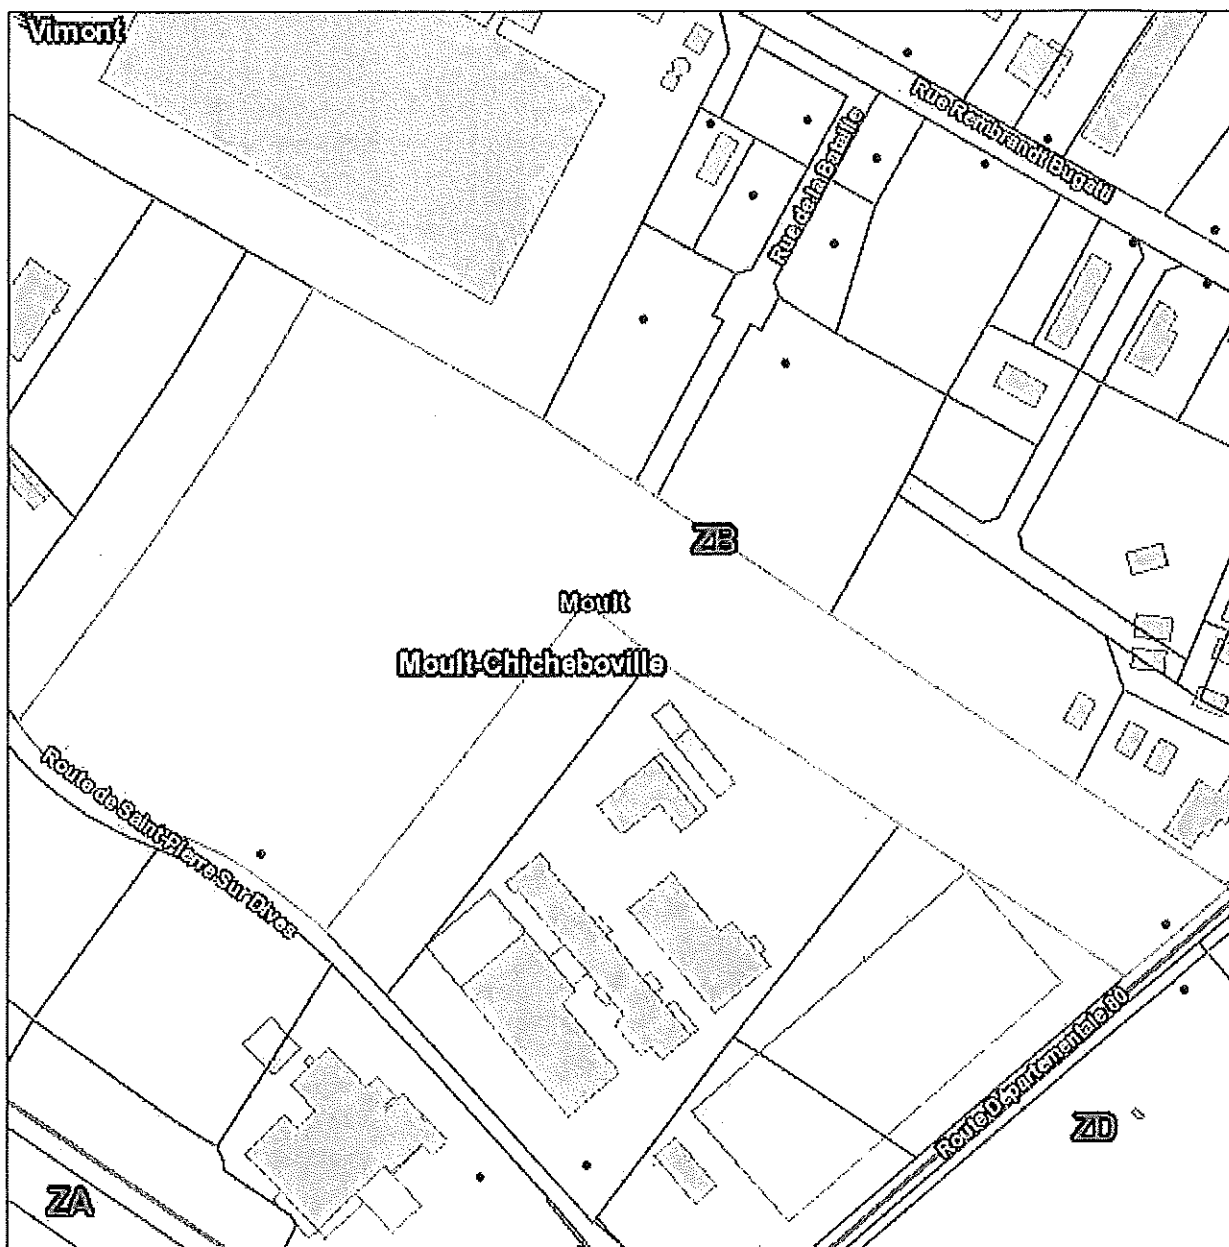 Vimont
Rue Rembrandt Bugatti
Rue de la Bataille
ZB
Moult
Moult-Chicheboville
Route de Saint Pierre Sur Dives
Route Départementale 80
ZD
ZA